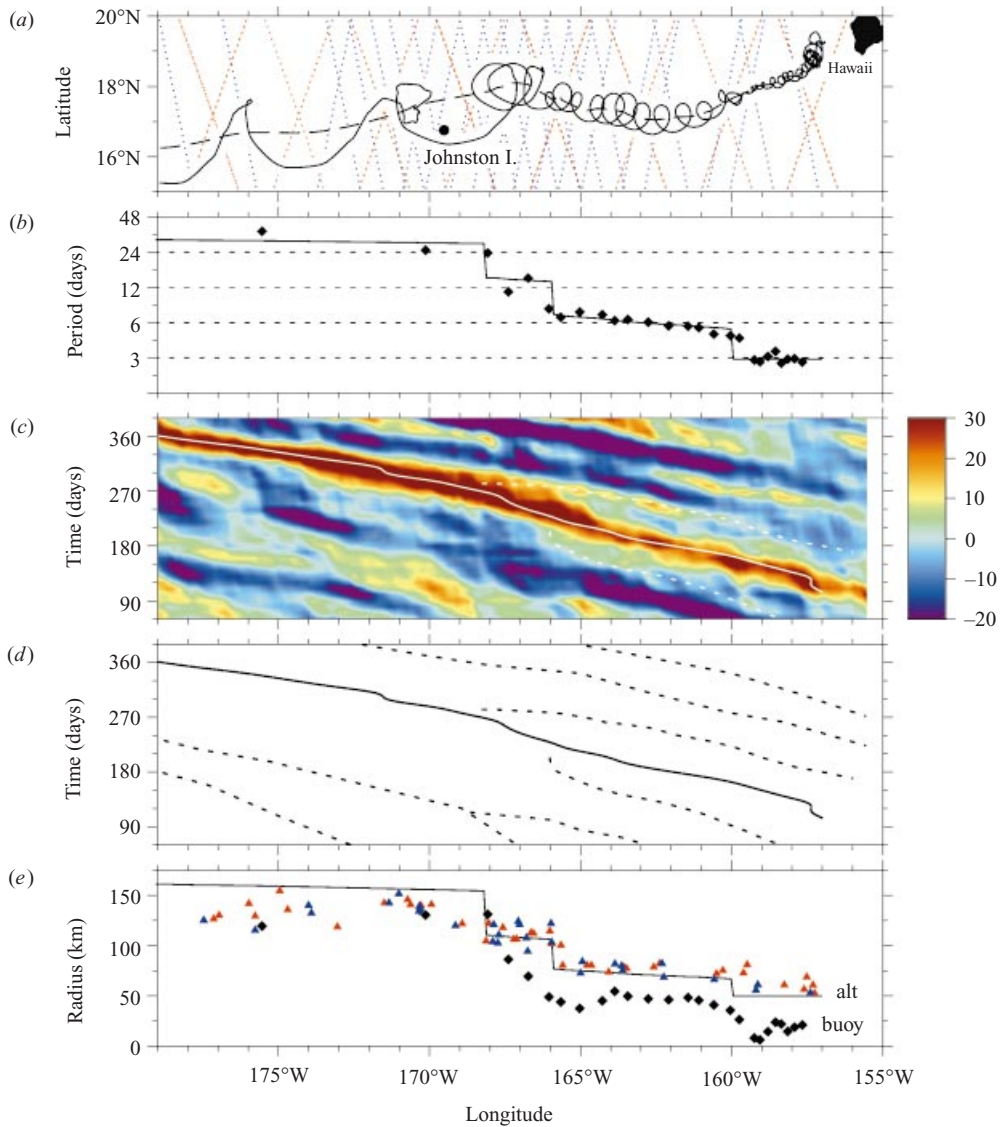 (a)
20°N
18°N
16°N
Latitude
Hawaii
Johnston I.
(b)
48
24
12
6
3
Period (days)
(c)
360
270
180
90
Time (days)
30
20
10
0
–10
–20
(d)
360
270
180
90
Time (days)
(e)
150
100
50
0
Radius (km)
alt
buoy
175°W
170°W
165°W
160°W
155°W
Longitude